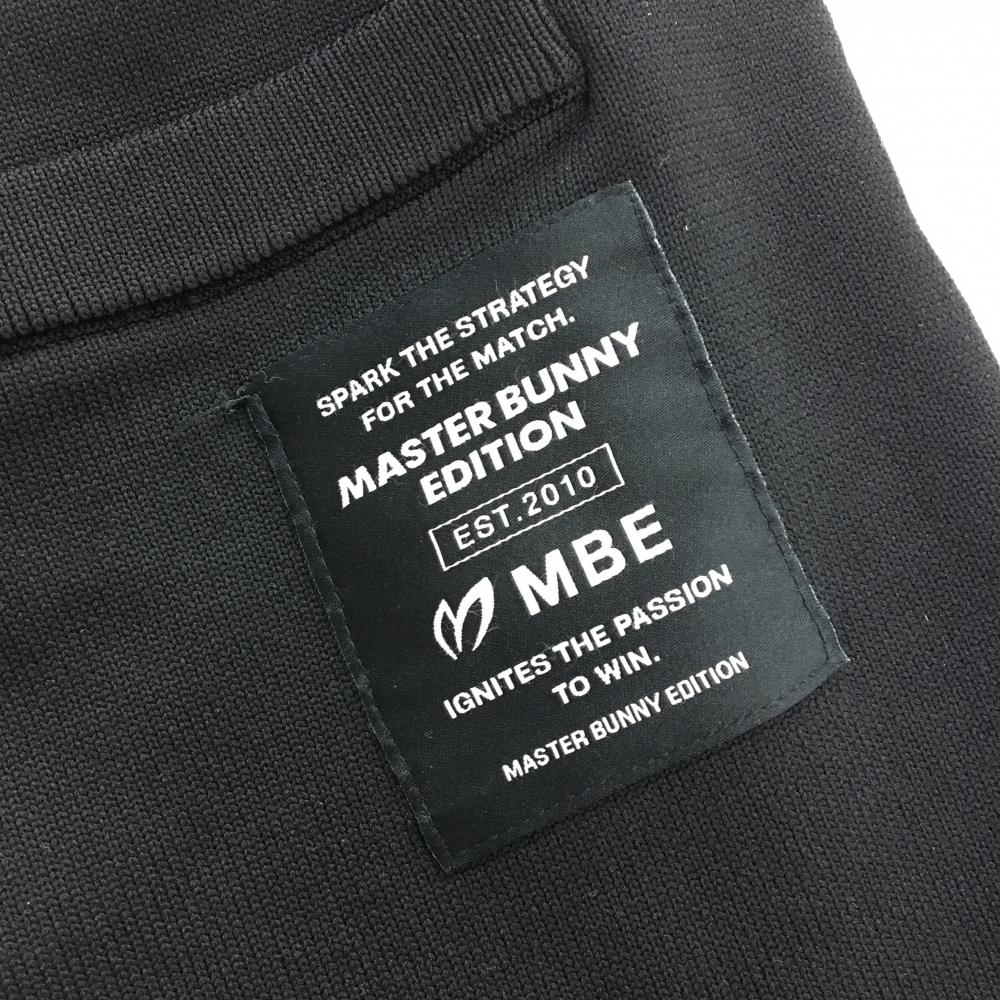 SPARK THE STRATEGY
FOR THE MATCH.
MASTER BUNNY
EDITION
EST.2010
MBE
IGNITES THE PASSION
TO WIN.
MASTER BUNNY EDITION